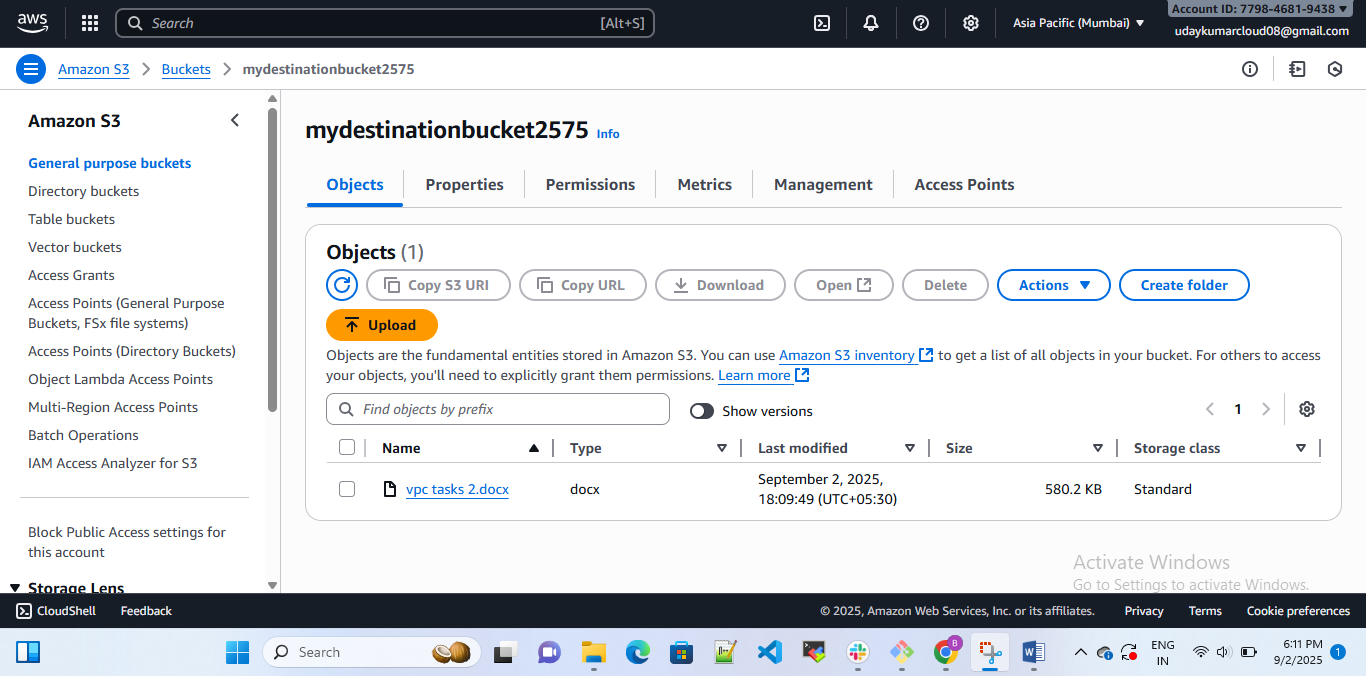 aws
Search [Alt+S]
Asia Pacific (Mumbai)
Account ID: 7798-4681-9438
udaykumarcloud08@gmail.com
Amazon S3 > Buckets > mydestinationbucket2575
Amazon S3
General purpose buckets
Directory buckets
Table buckets
Vector buckets
Access Grants
Access Points (General Purpose
Buckets, FSx file systems)
Access Points (Directory Buckets)
Object Lambda Access Points
Multi-Region Access Points
Batch Operations
IAM Access Analyzer for S3
Block Public Access settings for
this account
Storage Lens
mydestinationbucket2575 Info
Objects Properties Permissions Metrics Management Access Points
Objects (1)
Copy S3 URI Copy URL Download Open Delete Actions Create folder
Upload
Objects are the fundamental entities stored in Amazon S3. You can use Amazon S3 inventory to get a list of all objects in your bucket. For others to access
your objects, you'll need to explicitly grant them permissions. Learn more
Find objects by prefix Show versions 1
Name Type Last modified Size Storage class
vpc tasks 2.docx docx September 2, 2025, 18:09:49 (UTC+05:30) 580.2 KB Standard
Activate Windows
Go to Settings to activate Windows.
CloudShell Feedback © 2025, Amazon Web Services, Inc. or its affiliates. Privacy Terms Cookie preferences
Search
B
W
ENG
IN
6:11 PM
9/2/2025
1